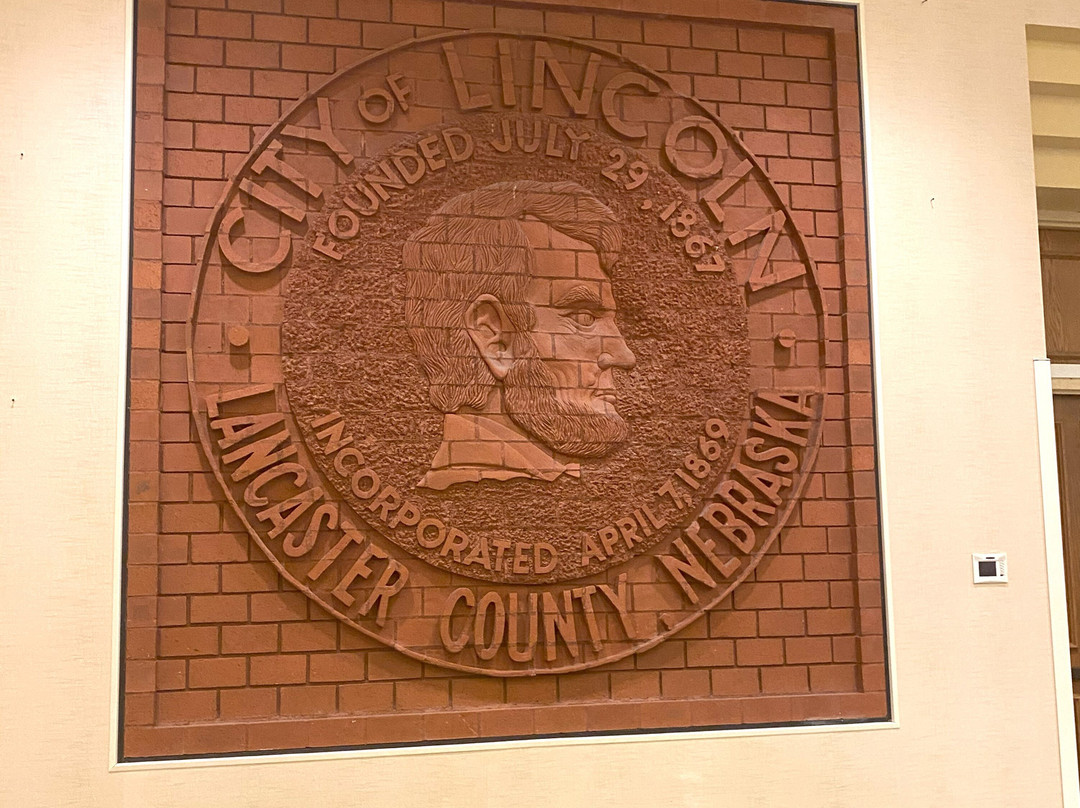 CITY OF LINCOLN
FOUNDED JULY 29, 1867
INCORPORATED APRIL 7, 1869
LANCASTER COUNTY, NEBRASKA